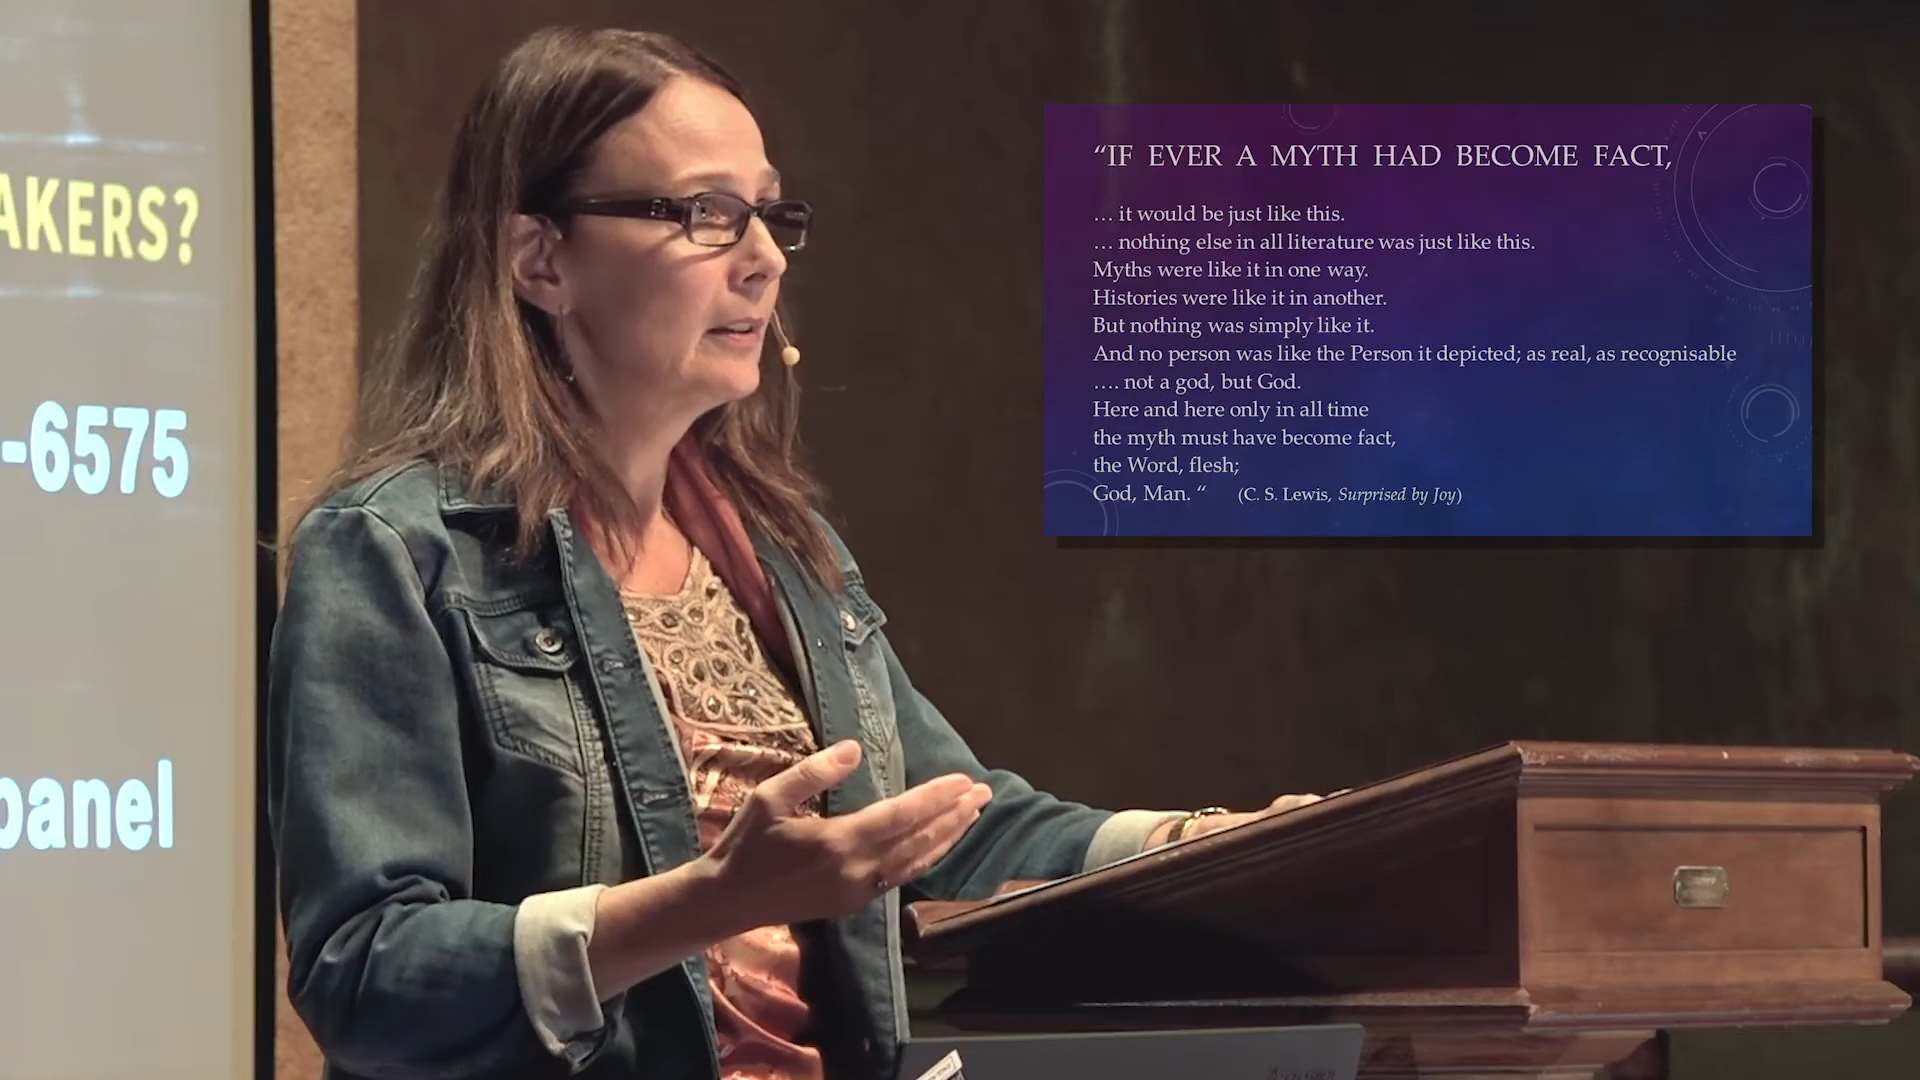 AKERS?
-6575
panel
“IF EVER A MYTH HAD BECOME FACT,
… it would be just like this.
… nothing else in all literature was just like this.
Myths were like it in one way.
Histories were like it in another.
But nothing was simply like it.
And no person was like the Person it depicted; as real, as recognisable
…. not a god, but God.
Here and here only in all time
the myth must have become fact,
the Word, flesh;
God, Man. “ (C. S. Lewis, Surprised by Joy)